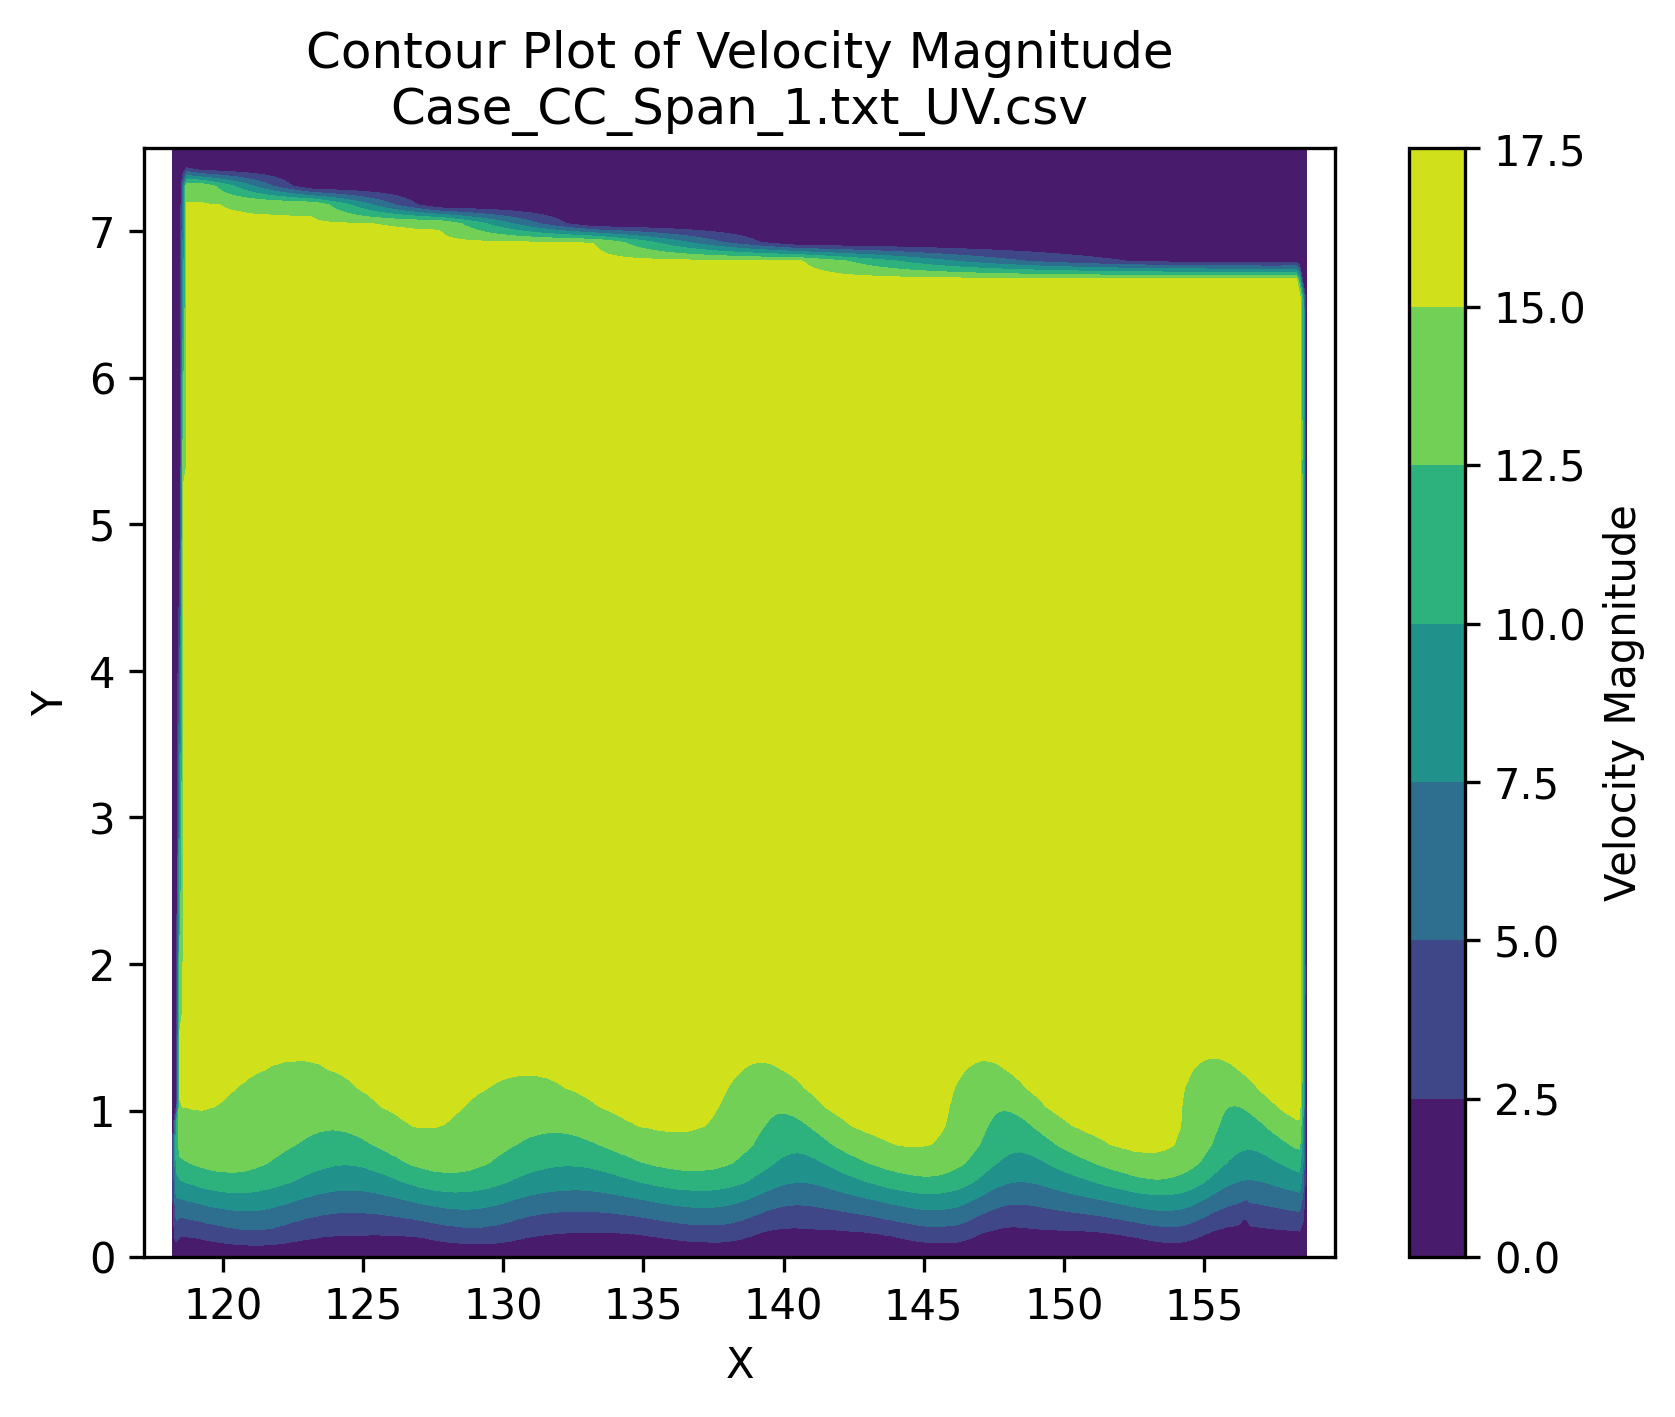 Contour Plot of Velocity Magnitude
Case_CC_Span_1.txt_UV.csv
7
6
5
4
3
2
1
0
Y
120 125 130 135 140 145 150 155
X
17.5
15.0
12.5
10.0
7.5
5.0
2.5
0.0
Velocity Magnitude